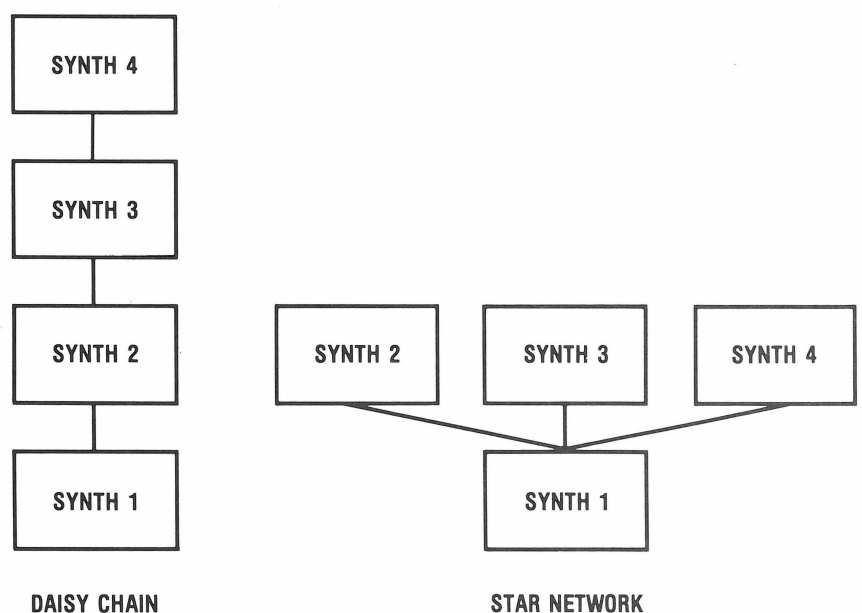 SYNTH 4
SYNTH 3
SYNTH 2
SYNTH 1
DAISY CHAIN
SYNTH 2
SYNTH 3
SYNTH 4
SYNTH 1
STAR NETWORK